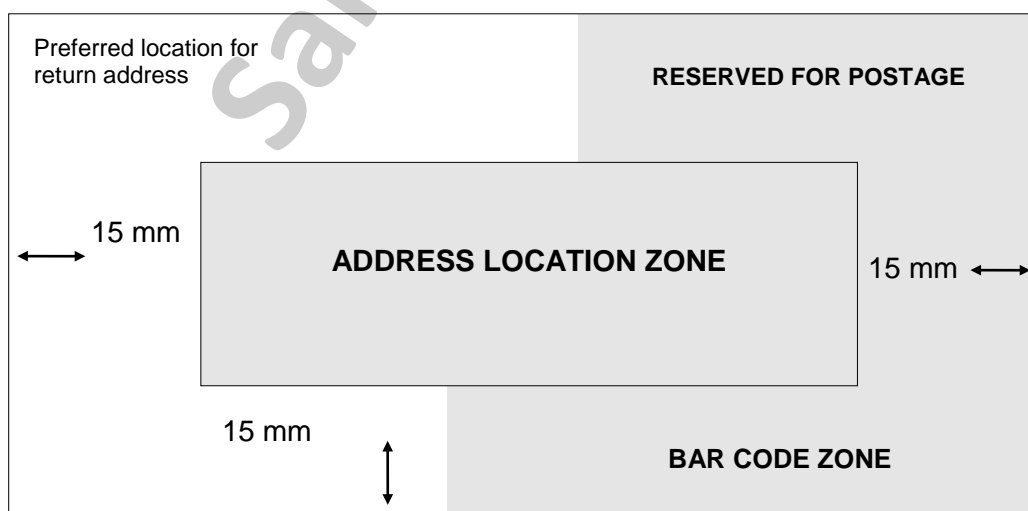 Preferred location for
return address
RESERVED FOR POSTAGE
15 mm
ADDRESS LOCATION ZONE
15 mm
15 mm
BAR CODE ZONE